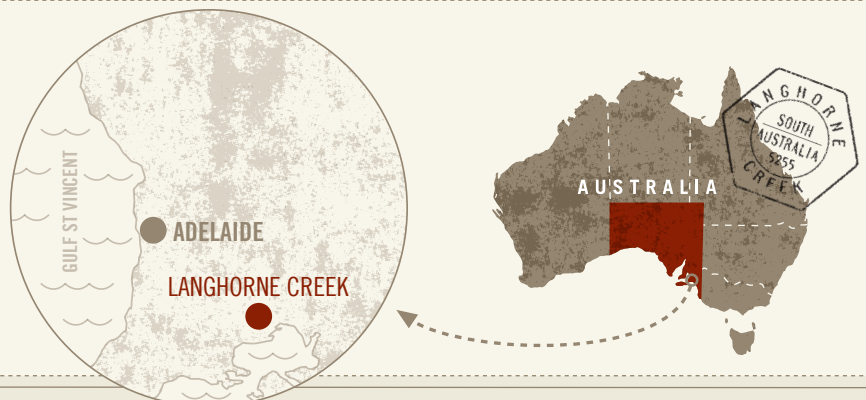 GULF ST VINCENT
ADELAIDE
LANGHORNE CREEK
AUSTRALIA
LANGHORNE
SOUTH
AUSTRALIA
5255
CREEK